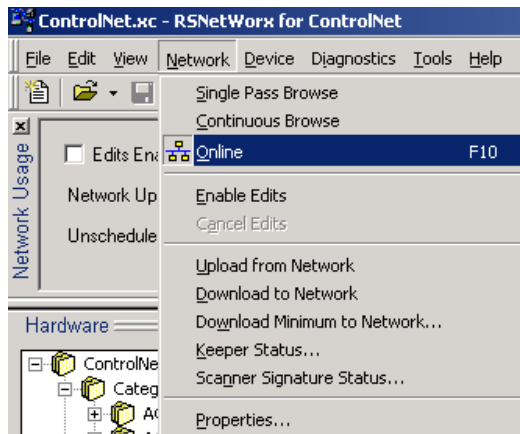 ControlNet.xc - RSNetWorx for ControlNet
File Edit View Network Device Diagnostics Tools Help
Single Pass Browse
Continuous Browse
Online F10
Enable Edits
Cancel Edits
Upload from Network
Download to Network
Download Minimum to Network...
Keeper Status...
Scanner Signature Status...
Properties...
Network Usage
Edits Ena
Network Up
Unschedule
Hardware
ControlNe
Categ